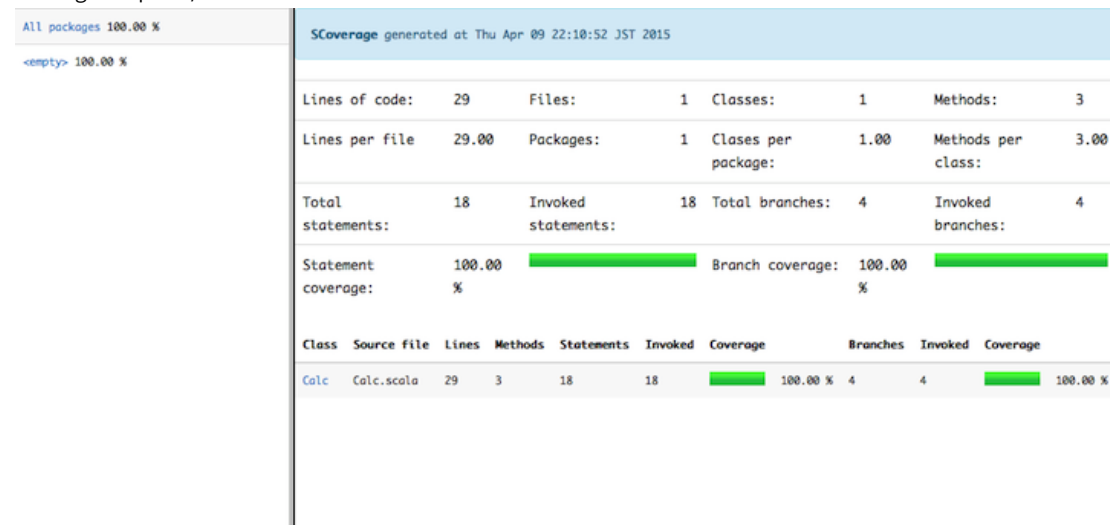 All packages 100.00 %
<empty> 100.00 %
SCoverage generated at Thu Apr 09 22:10:52 JST 2015
Lines of code: 29 Files: 1 Classes: 1 Methods: 3
Lines per file 29.00 Packages: 1 Clases per package: 1.00 Methods per class: 3.00
Total statements: 18 Invoked statements: 18 Total branches: 4 Invoked branches: 4
Statement coverage: 100.00 % Branch coverage: 100.00 %
Class Source file Lines Methods Statements Invoked Coverage Branches Invoked Coverage
Calc Calc.scala 29 3 18 18 100.00 % 4 4 100.00 %